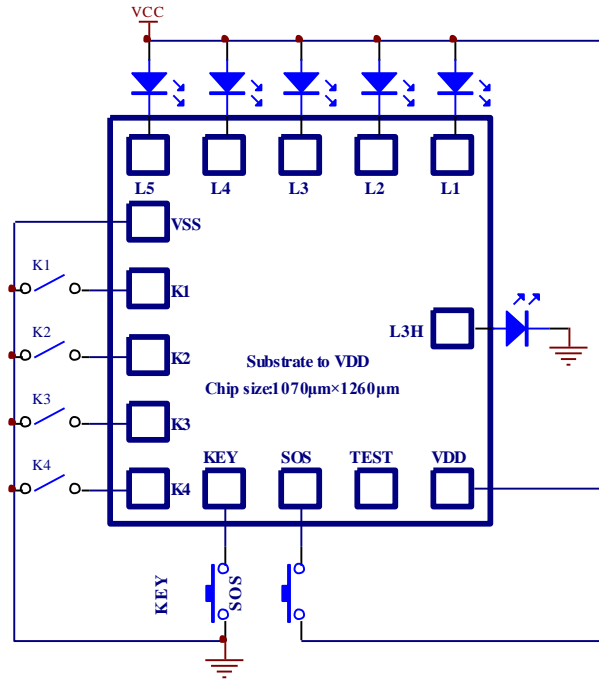 VCC
L5 L4 L3 L2 L1
VSS
K1
K1
K2
K2
K3
K3
K4
K4
L3H
Substrate to VDD
Chip size:1070μm×1260μm
KEY SOS TEST VDD
KEY
SOS